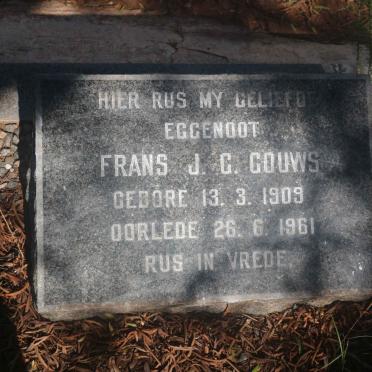 HIER RUS MY GELIEFDE
EGGENOOT
FRANS J. C. GOUWS
GEBORE 13. 3. 1909
OORLEDE 26. 6. 1961
RUS IN VREDE